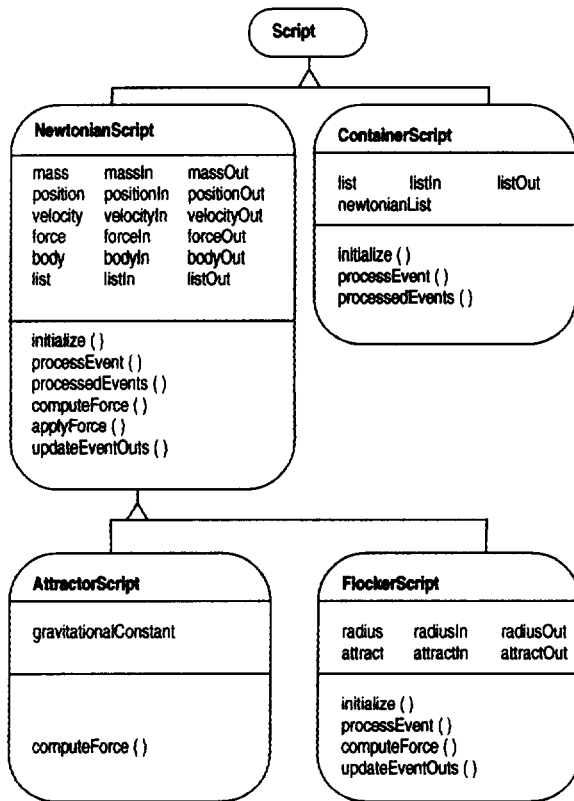 Script
NewtonianScript
mass massIn massOut
position positionIn positionOut
velocity velocityIn velocityOut
force forceIn forceOut
body bodyIn bodyOut
list listIn listOut
initialize ( )
processEvent ( )
processedEvents ( )
computeForce ( )
applyForce ( )
updateEventOuts ( )
ContainerScript
list listIn listOut
newtonianList
initialize ( )
processEvent ( )
processedEvents ( )
AttractorScript
gravitationalConstant
computeForce ( )
FlockerScript
radius radiusIn radiusOut
attract attractIn attractOut
initialize ( )
processEvent ( )
computeForce ( )
updateEventOuts ( )